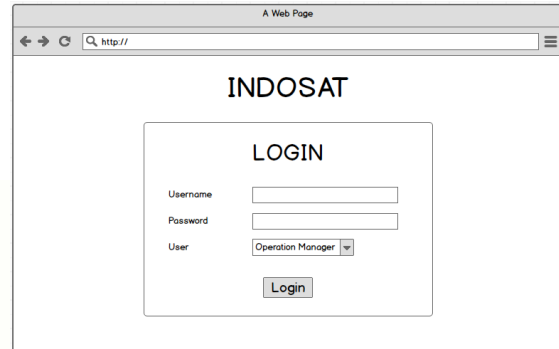 A Web Page
http://
INDOSAT
LOGIN
Username
Password
User Operation Manager
Login